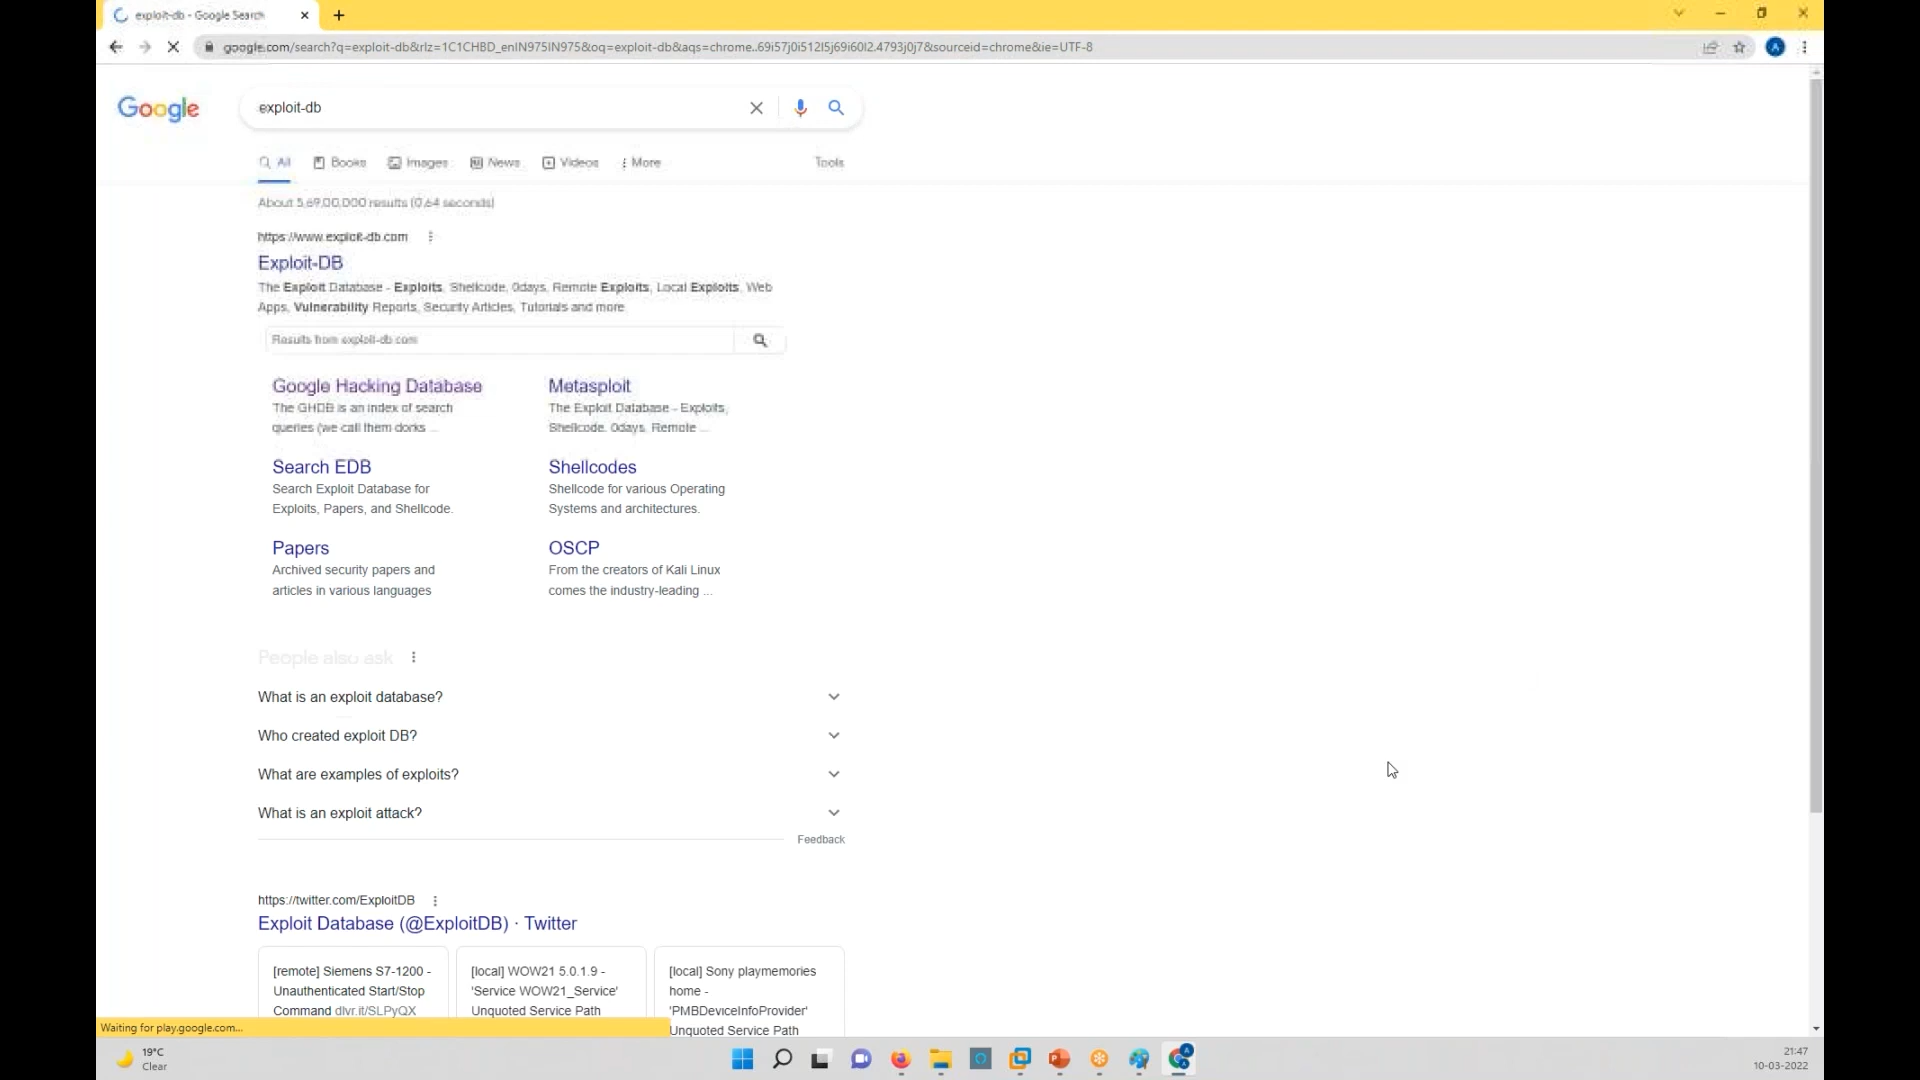 exploit-db - Google Search
google.com/search?q=exploit-db&rlz=1C1CHBD_enIN975IN975&oq=exploit-db&aqs=chrome..69i57j0i512l5j69i60l2.4793j0j7&sourceid=chrome&ie=UTF-8
A
Google
exploit-db
All Books Images News Videos More Tools
About 5,69,00,000 results (0.64 seconds)
https://www.exploit-db.com
Exploit-DB
The Exploit Database - Exploits, Shellcode, 0days, Remote Exploits, Local Exploits, Web
Apps, Vulnerability Reports, Security Articles, Tutorials and more
Results from exploit-db.com
Google Hacking Database
The GHDB is an index of search
queries (we call them dorks ...
Metasploit
The Exploit Database - Exploits,
Shellcode, 0days, Remote ...
Search EDB
Search Exploit Database for
Exploits, Papers, and Shellcode.
Shellcodes
Shellcode for various Operating
Systems and architectures.
Papers
Archived security papers and
articles in various languages
OSCP
From the creators of Kali Linux
comes the industry-leading ...
People also ask
What is an exploit database?
Who created exploit DB?
What are examples of exploits?
What is an exploit attack?
Feedback
https://twitter.com/ExploitDB
Exploit Database (@ExploitDB) · Twitter
[remote] Siemens S7-1200 -
Unauthenticated Start/Stop
Command dlvr.it/SLPyQX
[local] WOW21 5.0.1.9 -
'Service WOW21_Service'
Unquoted Service Path
[local] Sony playmemories
home -
'PMBDeviceInfoProvider'
Unquoted Service Path
Waiting for play.google.com...
19°C
Clear
21:47
10-03-2022